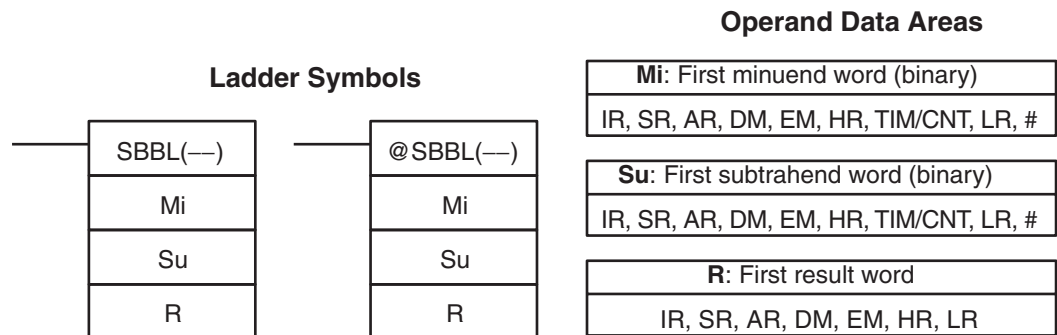 Operand Data Areas
Ladder Symbols
SBBL(−−)
Mi
Su
R
@SBBL(−−)
Mi
Su
R
Mi: First minuend word (binary)
IR, SR, AR, DM, EM, HR, TIM/CNT, LR, #
Su: First subtrahend word (binary)
IR, SR, AR, DM, EM, HR, TIM/CNT, LR, #
R: First result word
IR, SR, AR, DM, EM, HR, LR